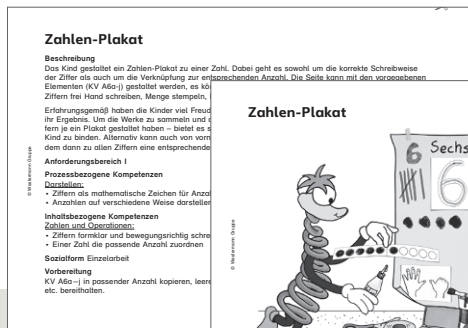 Zahlen-Plakat
Beschreibung
Das Kind gestaltet ein Zahlen-Plakat zu einer Zahl. Dabei geht es sowohl um die korrekte Schreibweise
der Ziffer als auch um die Verknüpfung zur entsprechenden Anzahl. Die Seite kann mit den vorgegebenen
Elementen (KV A6a-j) gestaltet werden, es kö
Ziffern frei Hand schreiben, Menge stempeln,
Erfahrungsgemäß haben die Kinder viel Freud
ihr Ergebnis. Um die Werke zu sammeln und
fern je ein Plakat gestaltet haben – bietet es s
Kind zu binden. Alternativ kann auch von vorn
dem dann zu allen Ziffern eine entsprechende
Anforderungsbereich I
Prozessbezogene Kompetenzen
Darstellen:
• Ziffern als mathematische Zeichen für Anza
• Anzahlen auf verschiedene Weise darstellen
Inhaltsbezogene Kompetenzen
Zahlen und Operationen:
• Ziffern formklar und bewegungsrichtig schre
• Einer Zahl die passende Anzahl zuordnen
Sozialform Einzelarbeit
Vorbereitung
KV A6a–j in passender Anzahl kopieren, leere
etc. bereithalten.
© Westermann Gruppe
Zahlen-Plakat
6 Sechs
6
© Westermann Gruppe